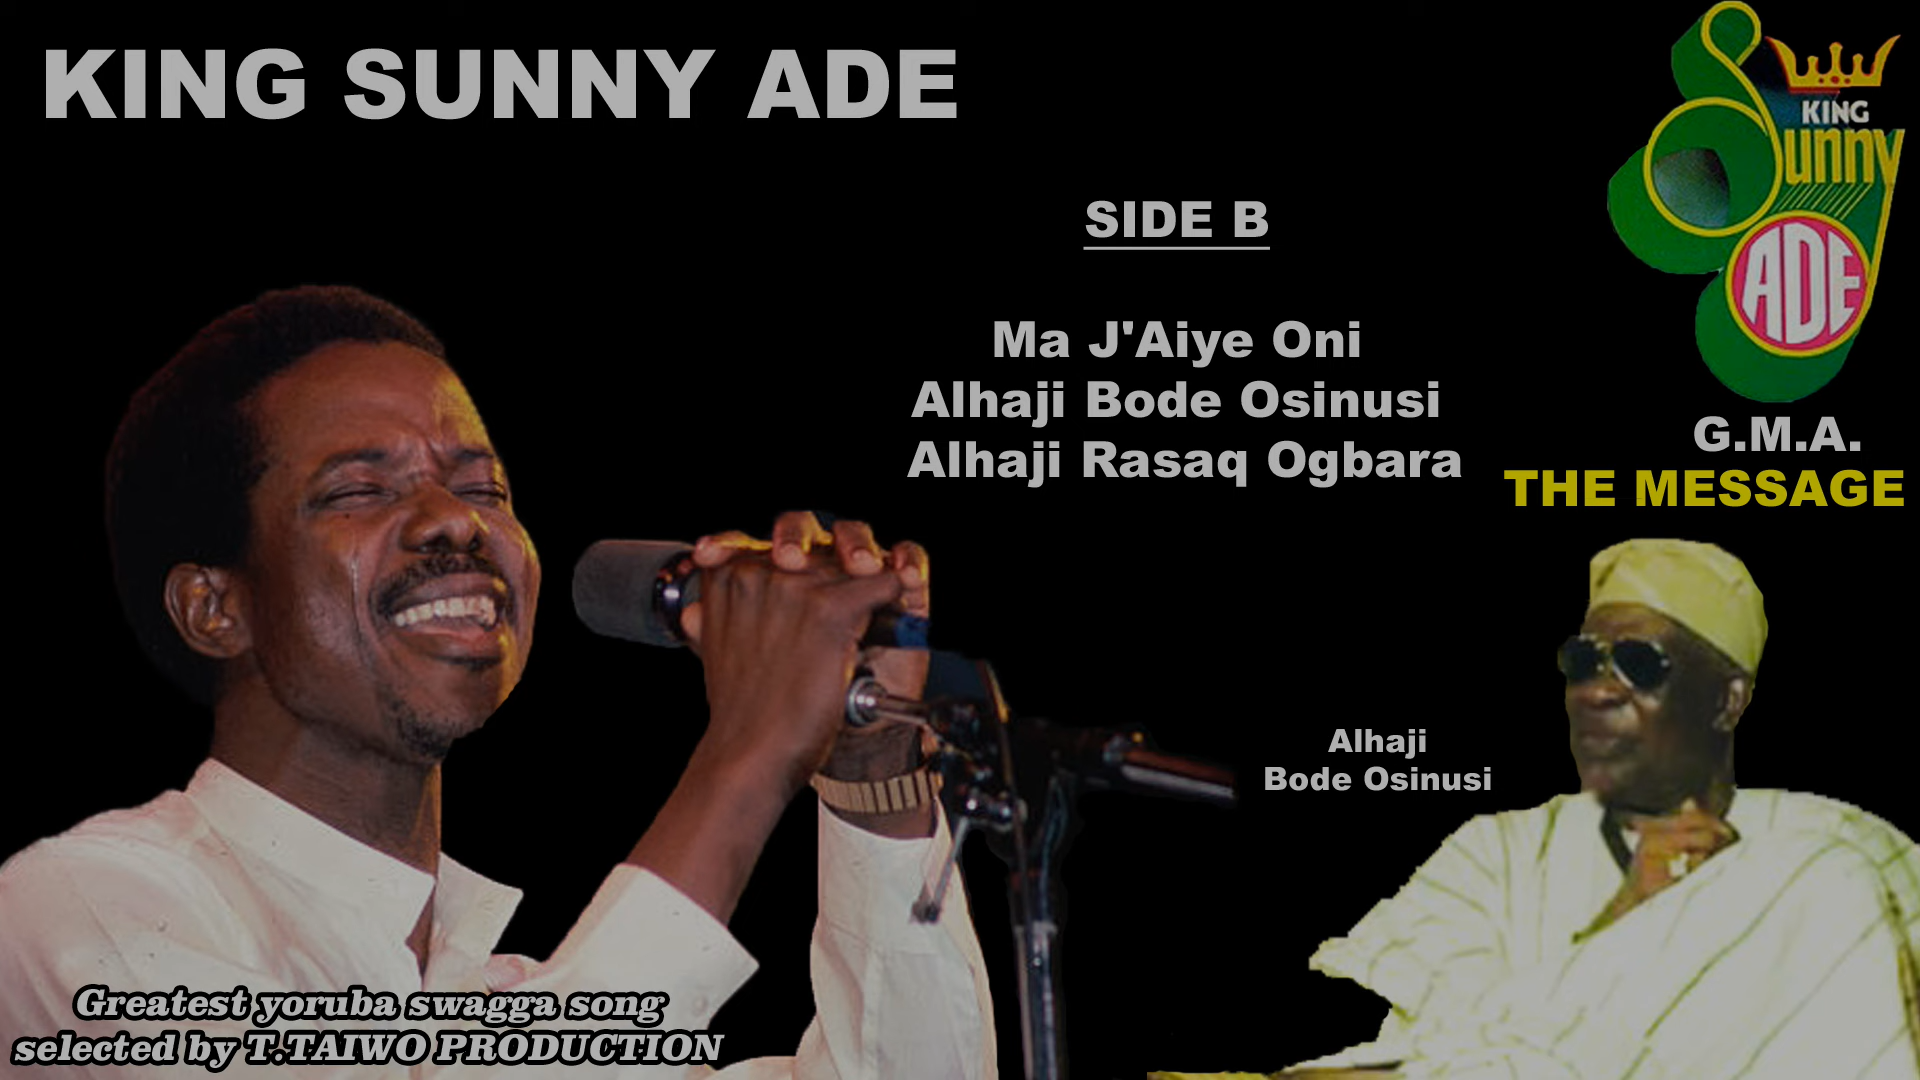 KING SUNNY ADE
KING
Sunny
ADE
SIDE B
Ma J'Aiye Oni
Alhaji Bode Osinusi
Alhaji Rasaq Ogbara
G.M.A.
THE MESSAGE
Alhaji
Bode Osinusi
Greatest yoruba swagga song
selected by T.TAIWO PRODUCTION